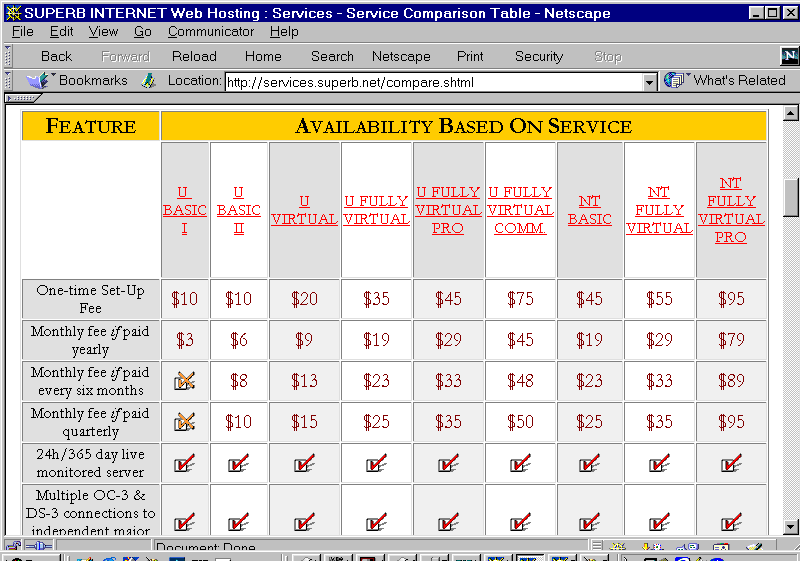 SUPERB INTERNET Web Hosting : Services - Service Comparison Table - Netscape
File Edit View Go Communicator Help
Back Forward Reload Home Search Netscape Print Security Stop
N
Bookmarks Location: http://services.superb.net/compare.shtml What's Related
FEATURE AVAILABILITY BASED ON SERVICE
U BASIC I
U BASIC II
U VIRTUAL
U FULLY VIRTUAL
U FULLY VIRTUAL PRO
U FULLY VIRTUAL COMM.
NT BASIC
NT FULLY VIRTUAL
NT FULLY VIRTUAL PRO
One-time Set-Up
Fee
$10 $10 $20 $35 $45 $75 $45 $55 $95
Monthly fee if paid
yearly
$3 $6 $9 $19 $29 $45 $19 $29 $79
Monthly fee if paid
every six months
$8 $13 $23 $33 $48 $23 $33 $89
Monthly fee if paid
quarterly
$10 $15 $25 $35 $50 $25 $35 $95
24h/365 day live
monitored server
Multiple OC-3 &
DS-3 connections to
independent major
Document: Done